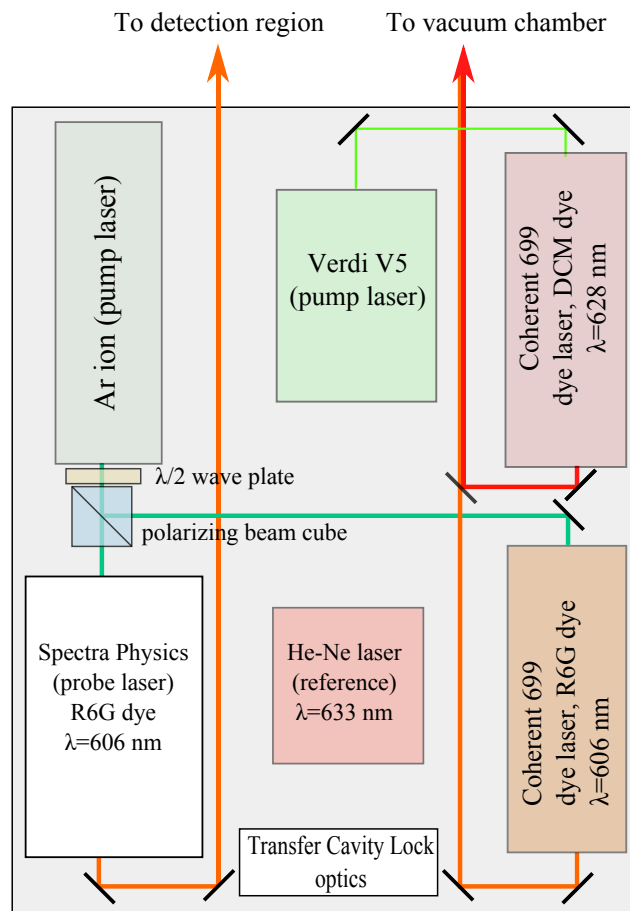 To detection region
To vacuum chamber
Ar ion (pump laser)
Verdi V5
(pump laser)
Coherent 699
dye laser, DCM dye
λ=628 nm
λ/2 wave plate
polarizing beam cube
Spectra Physics
(probe laser)
R6G dye
λ=606 nm
He-Ne laser
(reference)
λ=633 nm
Coherent 699
dye laser, R6G dye
λ=606 nm
Transfer Cavity Lock
optics